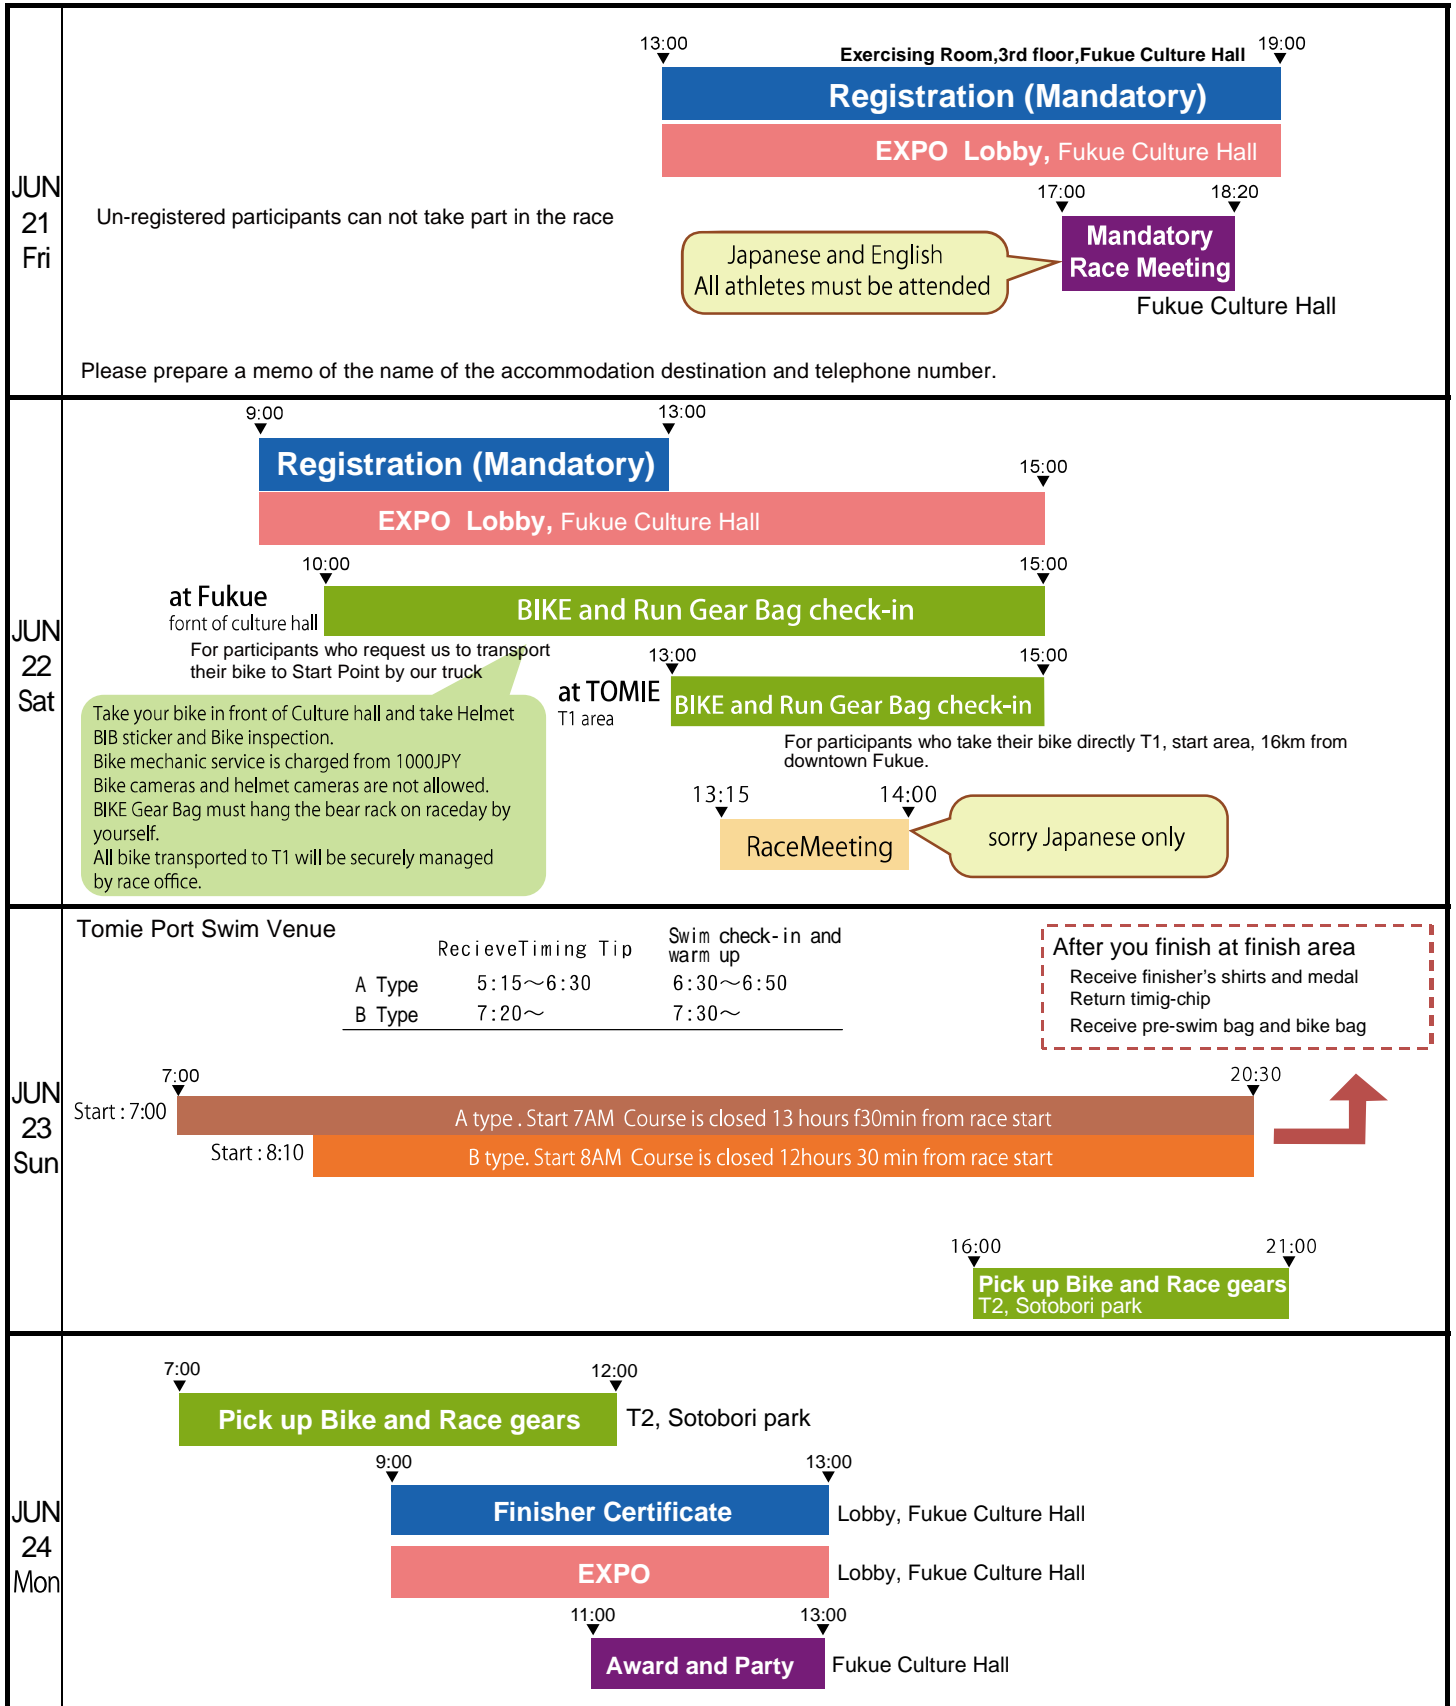 JUN
21
Fri
13:00
Exercising Room,3rd floor,Fukue Culture Hall
19:00
Registration (Mandatory)
EXPO Lobby, Fukue Culture Hall
17:00
18:20
Un-registered participants can not take part in the race
Mandatory
Race Meeting
Japanese and English
All athletes must be attended
Fukue Culture Hall
Please prepare a memo of the name of the accommodation destination and telephone number.
JUN
22
Sat
9:00
13:00
Registration (Mandatory)
15:00
EXPO Lobby, Fukue Culture Hall
10:00
15:00
at Fukue
fornt of culture hall
BIKE and Run Gear Bag check-in
For participants who request us to transport
their bike to Start Point by our truck
13:00
15:00
at TOMIE
T1 area
BIKE and Run Gear Bag check-in
Take your bike in front of Culture hall and take Helmet
BIB sticker and Bike inspection.
Bike mechanic service is charged from 1000JPY
Bike cameras and helmet cameras are not allowed.
BIKE Gear Bag must hang the bear rack on raceday by
yourself.
All bike transported to T1 will be securely managed
by race office.
For participants who take their bike directly T1, start area, 16km from
downtown Fukue.
13:15
14:00
RaceMeeting
sorry Japanese only
JUN
23
Sun
Tomie Port Swim Venue
RecieveTiming Tip
Swim check-in and
warm up
A Type 5:15〜6:30 6:30〜6:50
B Type 7:20〜 7:30〜
After you finish at finish area
Receive finisher's shirts and medal
Return timig-chip
Receive pre-swim bag and bike bag
7:00
20:30
Start : 7:00
A type . Start 7AM Course is closed 13 hours f30min from race start
Start : 8:10
B type. Start 8AM Course is closed 12hours 30 min from race start
16:00
21:00
Pick up Bike and Race gears
T2, Sotobori park
JUN
24
Mon
7:00
12:00
Pick up Bike and Race gears
T2, Sotobori park
9:00
13:00
Finisher Certificate
Lobby, Fukue Culture Hall
EXPO
Lobby, Fukue Culture Hall
11:00
13:00
Award and Party
Fukue Culture Hall